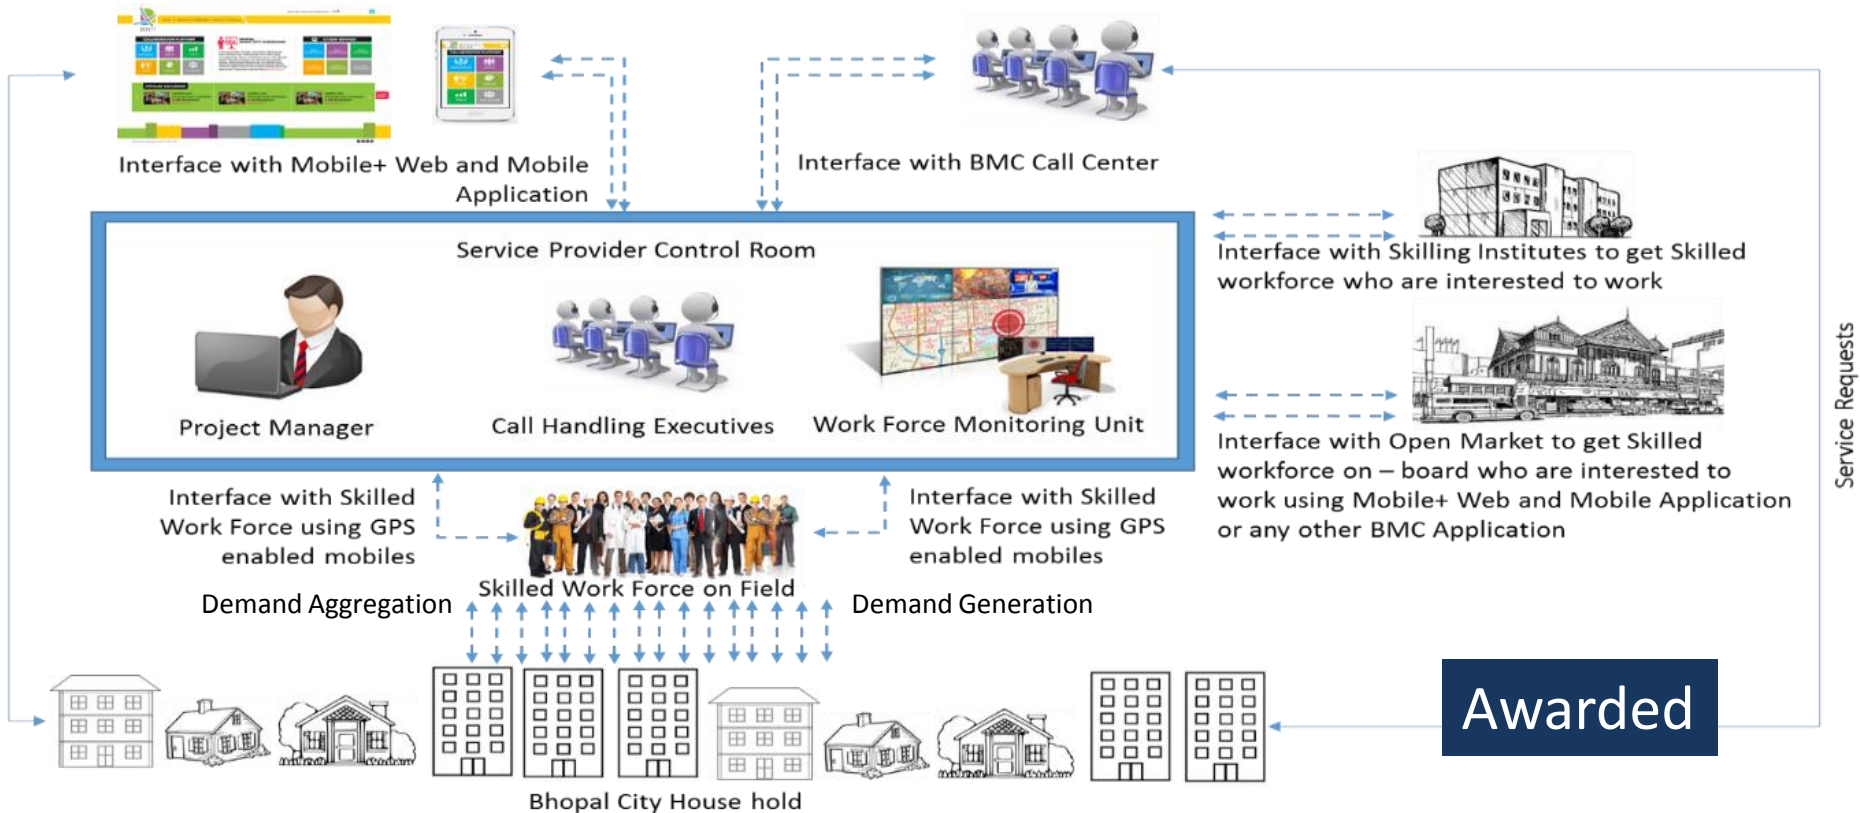 Interface with Mobile+ Web and Mobile
Application
Interface with BMC Call Center
Service Provider Control Room
Project Manager
Call Handling Executives
Work Force Monitoring Unit
Interface with Skilling Institutes to get Skilled
workforce who are interested to work
Interface with Open Market to get Skilled
workforce on – board who are interested to
work using Mobile+ Web and Mobile Application
or any other BMC Application
Service Requests
Interface with Skilled
Work Force using GPS
enabled mobiles
Interface with Skilled
Work Force using GPS
enabled mobiles
Skilled Work Force on Field
Demand Aggregation
Demand Generation
Awarded
Bhopal City House hold